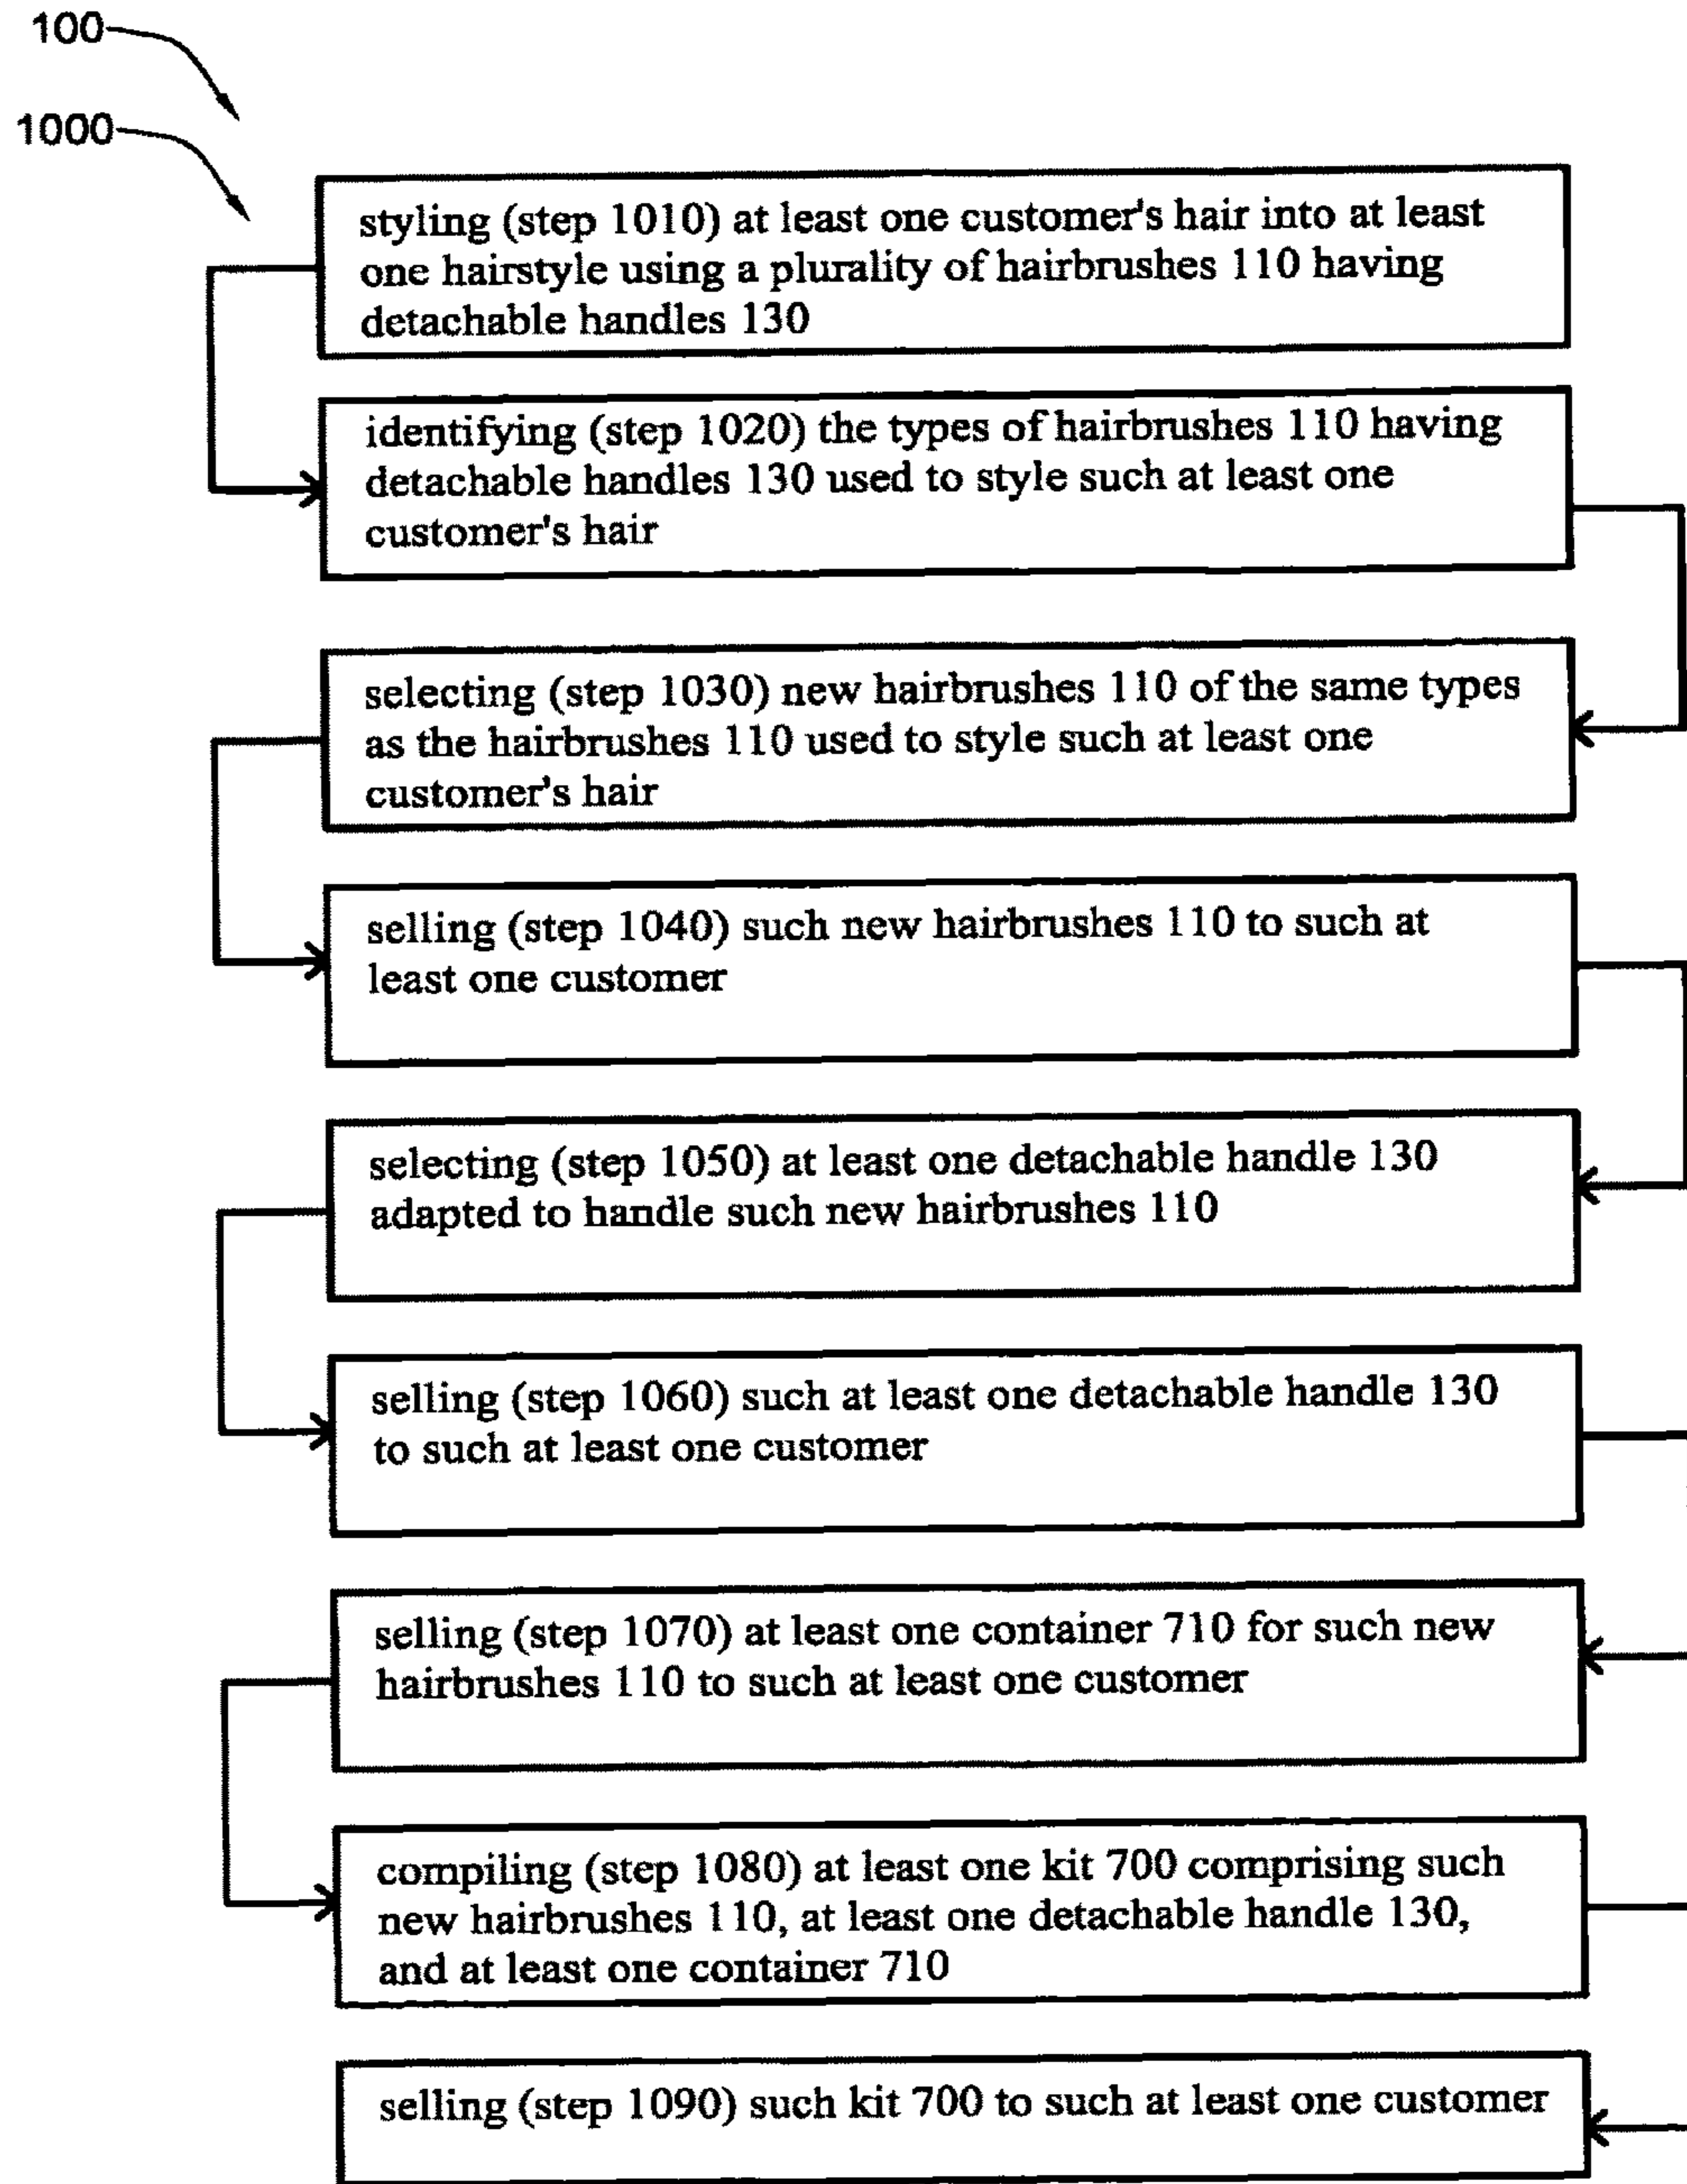 100
1000
styling (step 1010) at least one customer's hair into at least
one hairstyle using a plurality of hairbrushes 110 having
detachable handles 130
identifying (step 1020) the types of hairbrushes 110 having
detachable handles 130 used to style such at least one
customer's hair
selecting (step 1030) new hairbrushes 110 of the same types
as the hairbrushes 110 used to style such at least one
customer's hair
selling (step 1040) such new hairbrushes 110 to such at
least one customer
selecting (step 1050) at least one detachable handle 130
adapted to handle such new hairbrushes 110
selling (step 1060) such at least one detachable handle 130
to such at least one customer
selling (step 1070) at least one container 710 for such new
hairbrushes 110 to such at least one customer
compiling (step 1080) at least one kit 700 comprising such
new hairbrushes 110, at least one detachable handle 130,
and at least one container 710
selling (step 1090) such kit 700 to such at least one customer